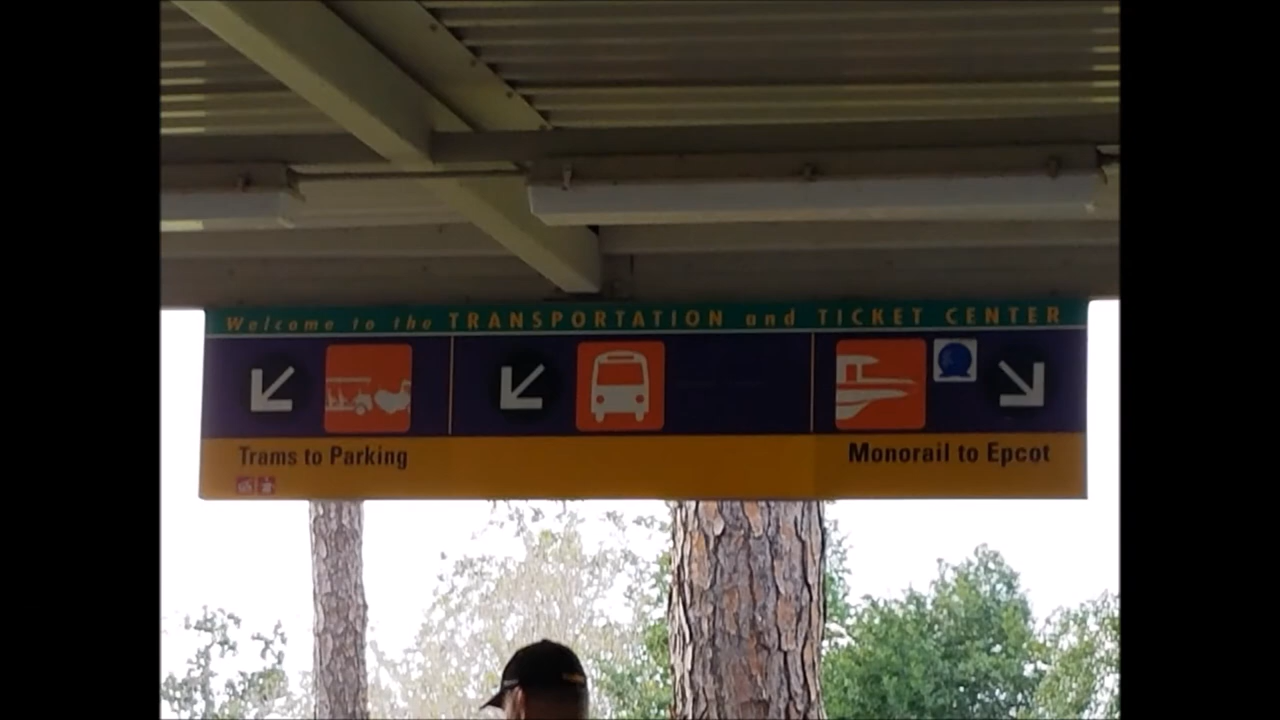 Welcome to the TRANSPORTATION and TICKET CENTER
Trams to Parking
Monorail to Epcot